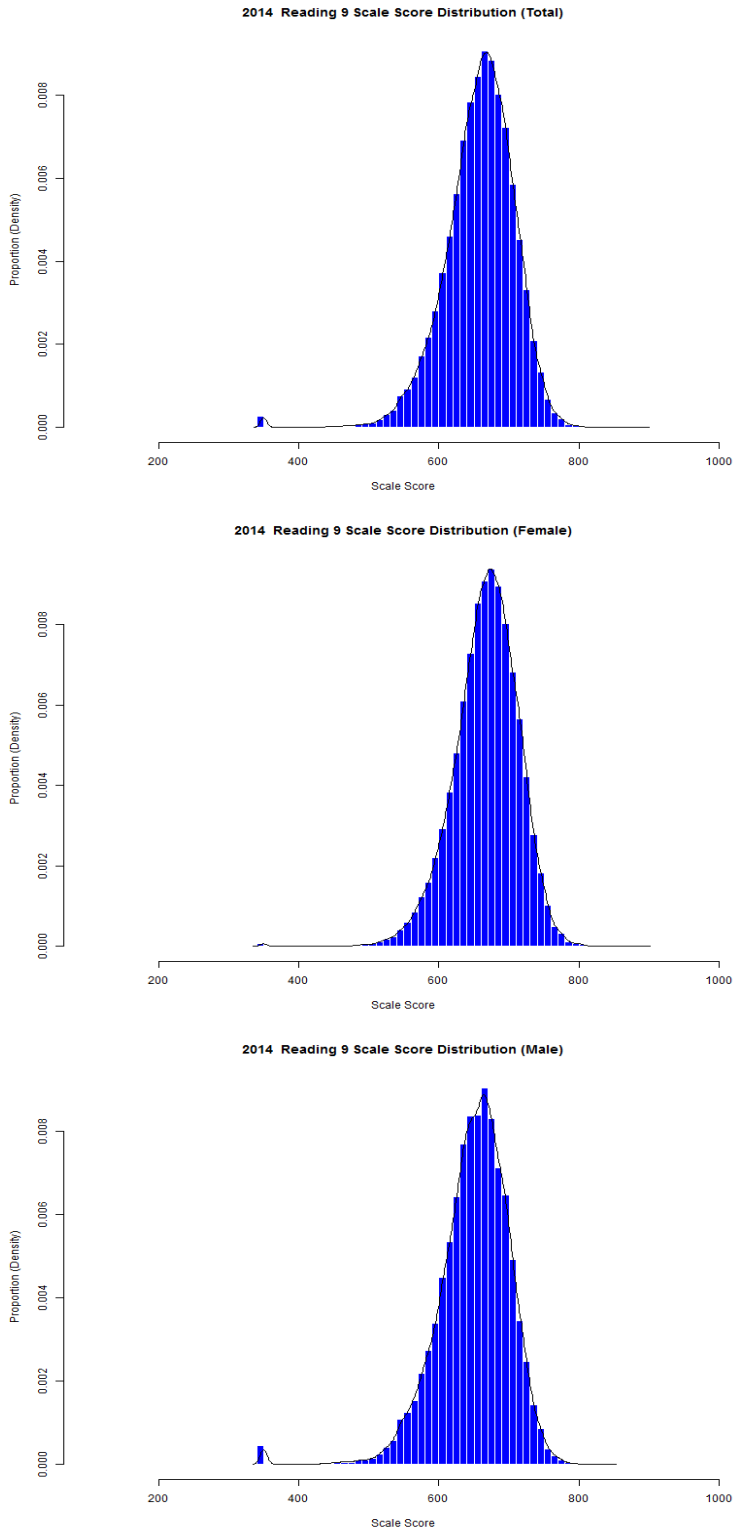 2014  Reading 9 Scale Score Distribution (Total)
Proportion (Density)
0.008
0.006
0.004
0.002
0.000
200 400 600 800 1000
Scale Score
2014  Reading 9 Scale Score Distribution (Female)
Proportion (Density)
0.008
0.006
0.004
0.002
0.000
200 400 600 800 1000
Scale Score
2014  Reading 9 Scale Score Distribution (Male)
Proportion (Density)
0.008
0.006
0.004
0.002
0.000
200 400 600 800 1000
Scale Score